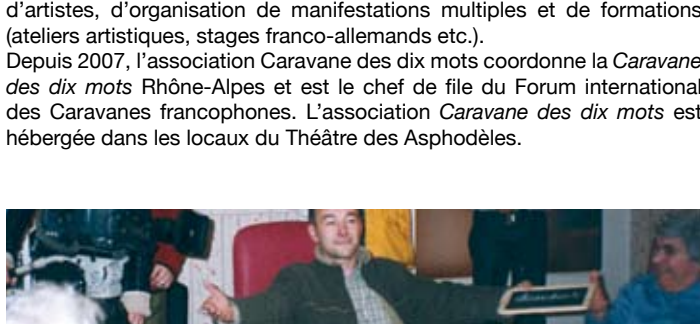 d’artistes, d’organisation de manifestations multiples et de formations
(ateliers artistiques, stages franco-allemands etc.).
Depuis 2007, l’association Caravane des dix mots coordonne la Caravane
des dix mots Rhône-Alpes et est le chef de file du Forum international
des Caravanes francophones. L’association Caravane des dix mots est
hébergée dans les locaux du Théâtre des Asphodèles.